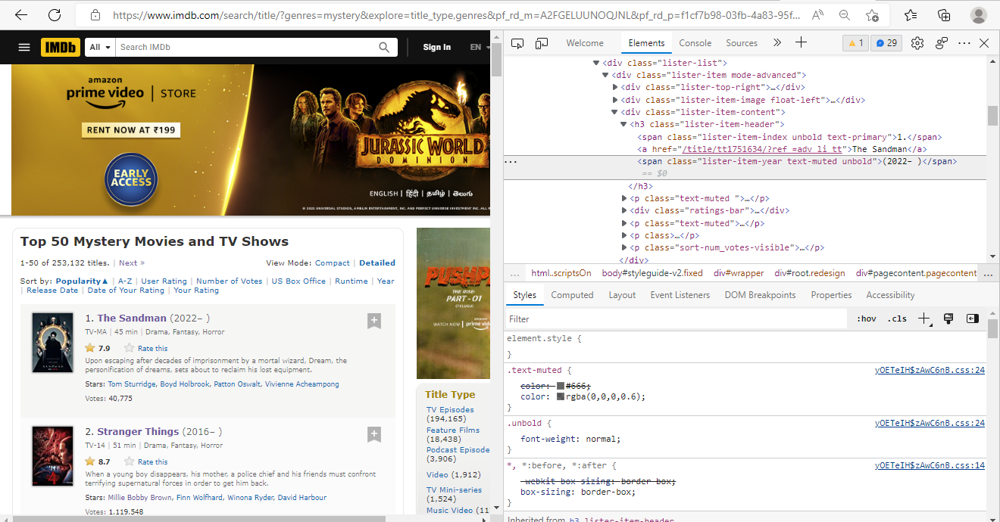 https://www.imdb.com/search/title/?genres=mystery&explore=title_type,genres&pf_rd_m=A2FGELUUNOQJNL&pf_rd_p=f1cf7b98-03fb-4a83-95f...
IMDb All Search IMDb Sign In EN
amazon
prime video | STORE
RENT NOW AT ₹199
EARLY
ACCESS
JURASSIC WORLD
DOMINION
ENGLISH | हिंदी | தமிழ் | తెలుగు
Top 50 Mystery Movies and TV Shows
1-50 of 253,132 titles. | Next »
View Mode: Compact | Detailed
Sort by: Popularity▲ | A-Z | User Rating | Number of Votes | US Box Office | Runtime | Year
| Release Date | Date of Your Rating | Your Rating
1. The Sandman (2022– )
TV-MA | 45 min | Drama, Fantasy, Horror
7.9 Rate this
Upon escaping after decades of imprisonment by a mortal wizard, Dream, the
personification of dreams, sets about to reclaim his lost equipment.
Stars: Tom Sturridge, Boyd Holbrook, Patton Oswalt, Vivienne Acheampong
Votes: 40,775
2. Stranger Things (2016– )
TV-14 | 51 min | Drama, Fantasy, Horror
8.7 Rate this
When a young boy disappears, his mother, a police chief and his friends must confront
terrifying supernatural forces in order to get him back.
Stars: Millie Bobby Brown, Finn Wolfhard, Winona Ryder, David Harbour
Votes: 1,119,548
THE RISE-
PART-01
(TELUGU)
WATCH NOW | prime
Title Type
TV Episodes
(194,165)
Feature Films
(18,438)
Podcast Episode
(3,906)
Video (1,912)
TV Mini-series
(1,524)
Music Video (11
Welcome Elements Console Sources » 1 29
<div class="lister-list">
<div class="lister-item mode-advanced">
<div class="lister-top-right">…</div>
<div class="lister-item-image float-left">…</div>
<div class="lister-item-content">
<h3 class="lister-item-header">
<span class="lister-item-index unbold text-primary">1.</span>
<a href="/title/tt1751634/?ref_=adv_li_tt">The Sandman</a>
<span class="lister-item-year text-muted unbold">(2022– )</span>
== $0
</h3>
<p class="text-muted ">…</p>
<div class="ratings-bar">…</div>
<p class="text-muted">…</p>
<p class>…</p>
<p class="sort-num_votes-visible">…</p>
</div>
... html.scriptsOn body#styleguide-v2.fixed div#wrapper div#root.redesign div#pagecontent.pagecontent ...
Styles Computed Layout Event Listeners DOM Breakpoints Properties Accessibility
Filter :hov .cls
element.style {
}
.text-muted { yOETeIH$zAwC6nB.css:24
color: #666;
color: rgba(0,0,0,0.6);
}
.unbold { yOETeIH$zAwC6nB.css:24
font-weight: normal;
}
*, *:before, *:after { yOETeIH$zAwC6nB.css:14
-webkit-box-sizing: border-box;
box-sizing: border-box;
}
Inherited from h3.lister-item-header